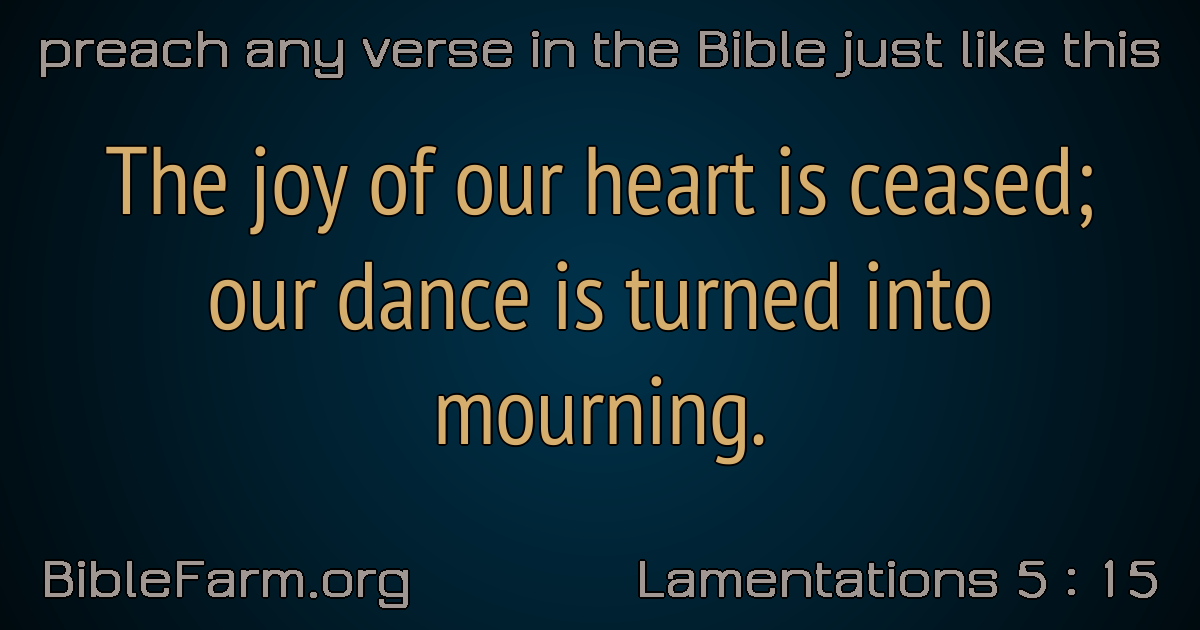 preach any verse in the Bible just like this
The joy of our heart is ceased;
our dance is turned into
mourning.
BibleFarm.org
Lamentations 5 : 15